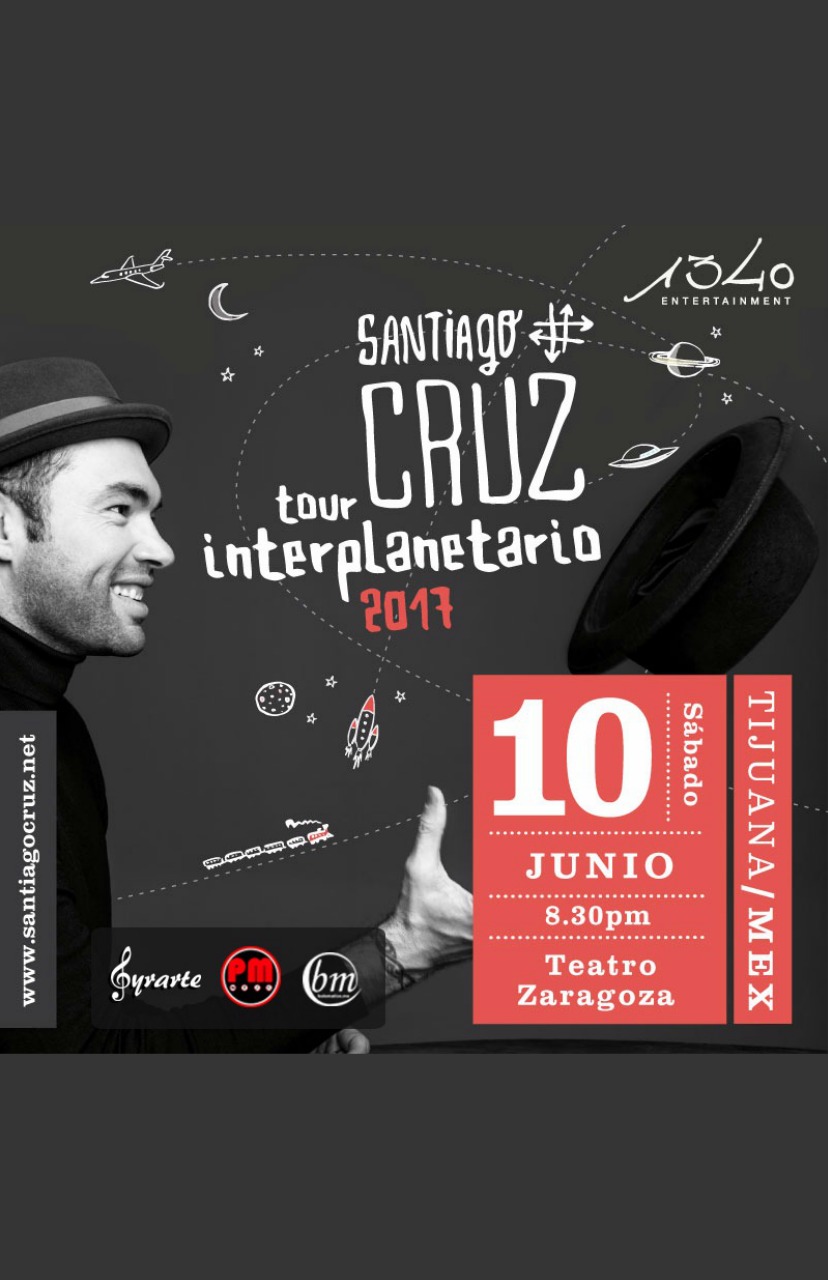 1340
ENTERTAINMENT
SANTIAGO
CRUZ
tour
interplanetario
2017
10
Sábado
JUNIO
8.30pm
Teatro
Zaragoza
TIJUANA/MEX
www.santiagocruz.net
Gyrarte
PM
bm